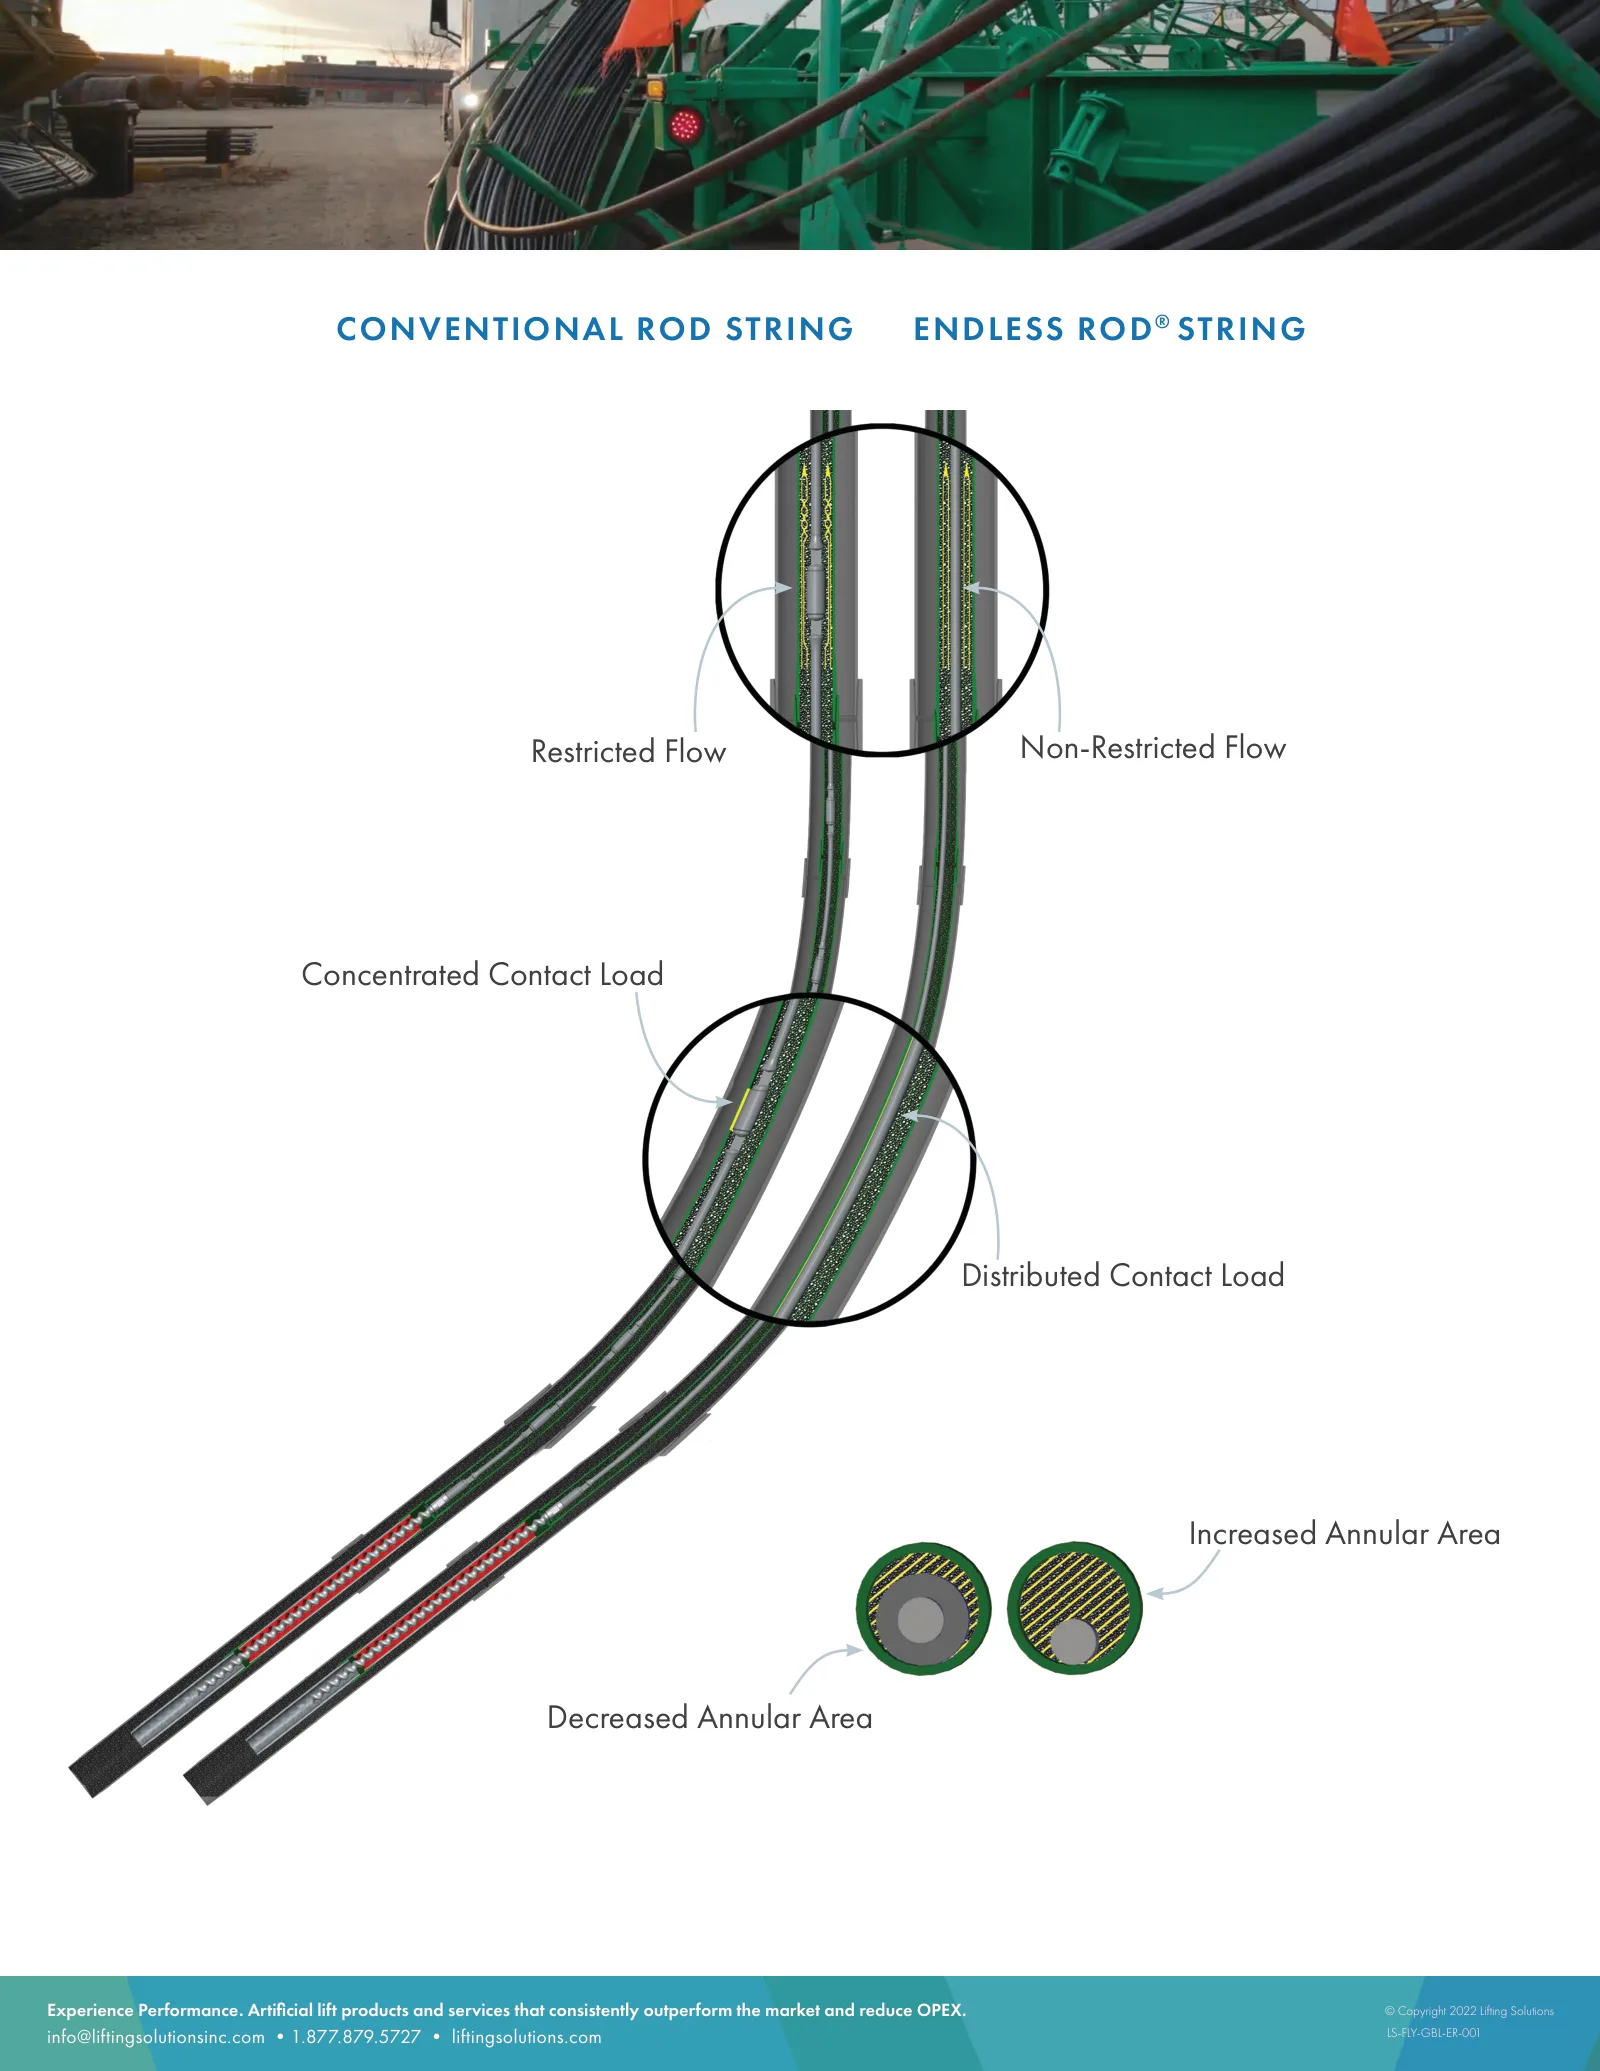 CONVENTIONAL ROD STRING
ENDLESS ROD® STRING
Restricted Flow
Non-Restricted Flow
Concentrated Contact Load
Distributed Contact Load
Increased Annular Area
Decreased Annular Area
Experience Performance. Artificial lift products and services that consistently outperform the market and reduce OPEX.
info@liftingsolutionsinc.com • 1.877.879.5727 • liftingsolutions.com
© Copyright 2022 Lifting Solutions
LS-FLY-GBL-ER-001